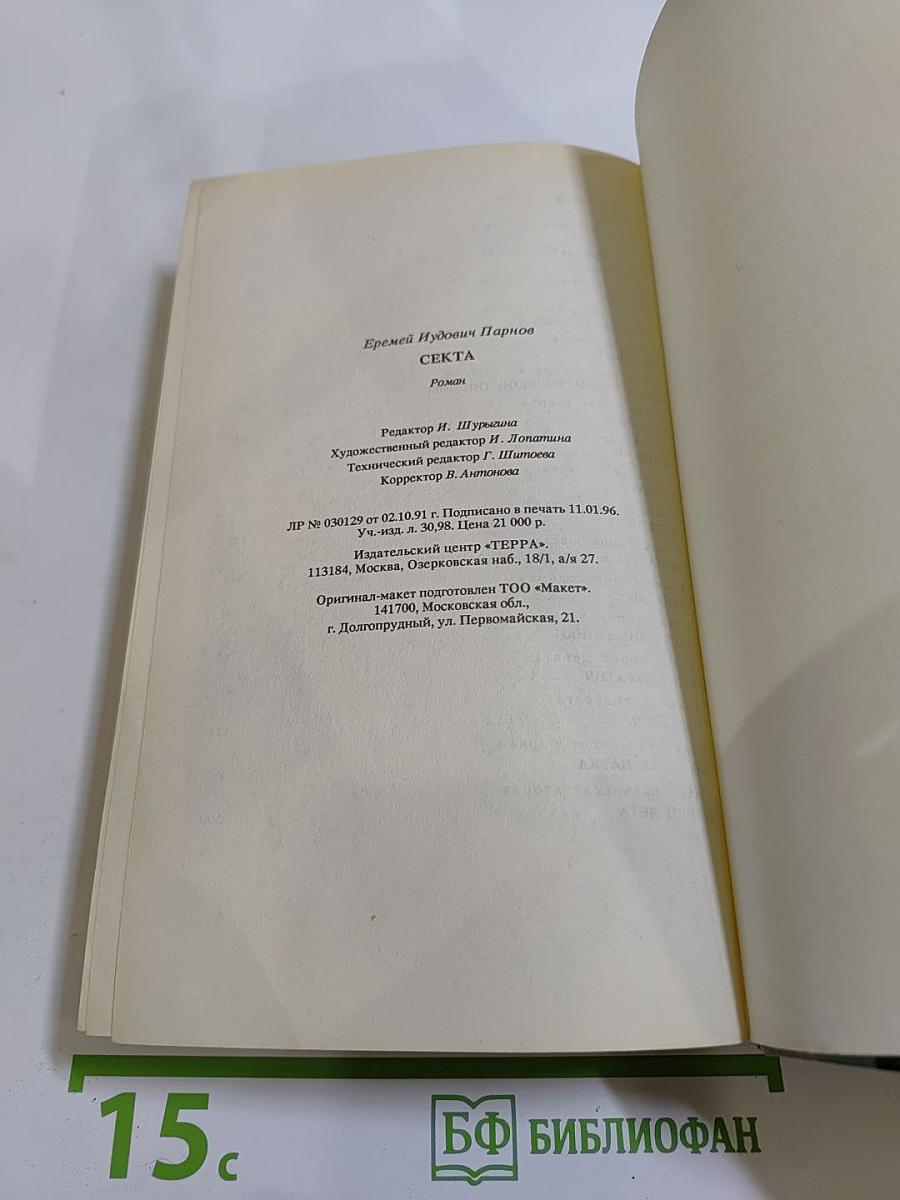 Еремей Иудович Парнов
СЕКТА
Роман
Редактор И. Шурыгина
Художественный редактор И. Лопатина
Технический редактор Г. Шитоева
Корректор В. Антонова
ЛР № 030129 от 02.10.91 г. Подписано в печать 11.01.96.
Уч.-изд. л. 30,98. Цена 21 000 р.
Издательский центр «ТЕРРА».
113184, Москва, Озерковская наб., 18/1, а/я 27.
Оригинал-макет подготовлен ТОО «Макет».
141700, Московская обл.,
г. Долгопрудный, ул. Первомайская, 21.
15 с
БФ БИБЛИОФАН